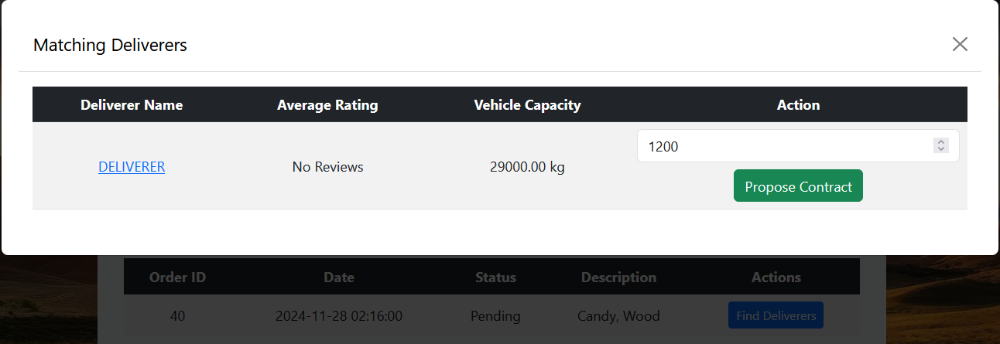 Matching Deliverers
Deliverer Name Average Rating Vehicle Capacity Action
1200
DELIVERER No Reviews 29000.00 kg
Propose Contract
Order ID Date Status Description Actions
40 2024-11-28 02:16:00 Pending Candy, Wood Find Deliverers